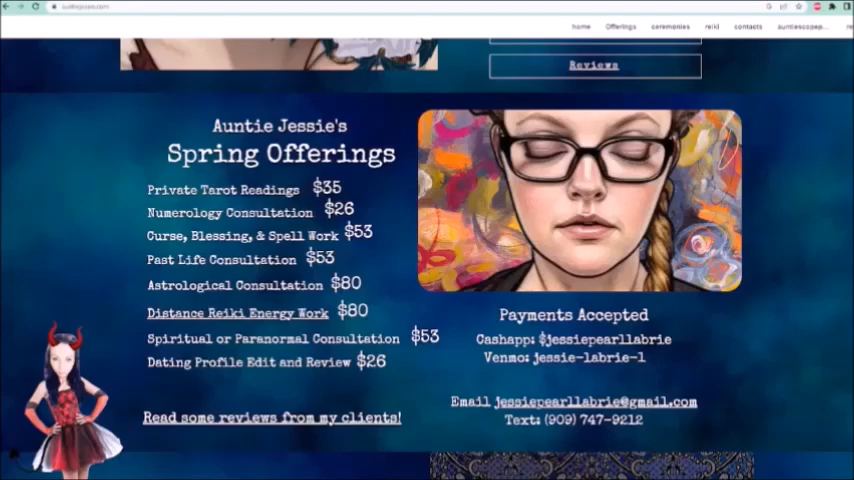 home Offerings ceremonies reiki contacts auntiescopep...
Reviews
Auntie Jessie's
Spring Offerings
Private Tarot Readings $35
Numerology Consultation $26
Curse, Blessing, & Spell Work $53
Past Life Consultation $53
Astrological Consultation $80
Distance Reiki Energy Work $80
Spiritual or Paranormal Consultation $53
Dating Profile Edit and Review $26
Read some reviews from my clients!
Payments Accepted
Cashapp: $jessiepearllabrie
Venmo: jessie-labrie-1
Email jessiepearllabrie@gmail.com
Text: (909) 747-9212